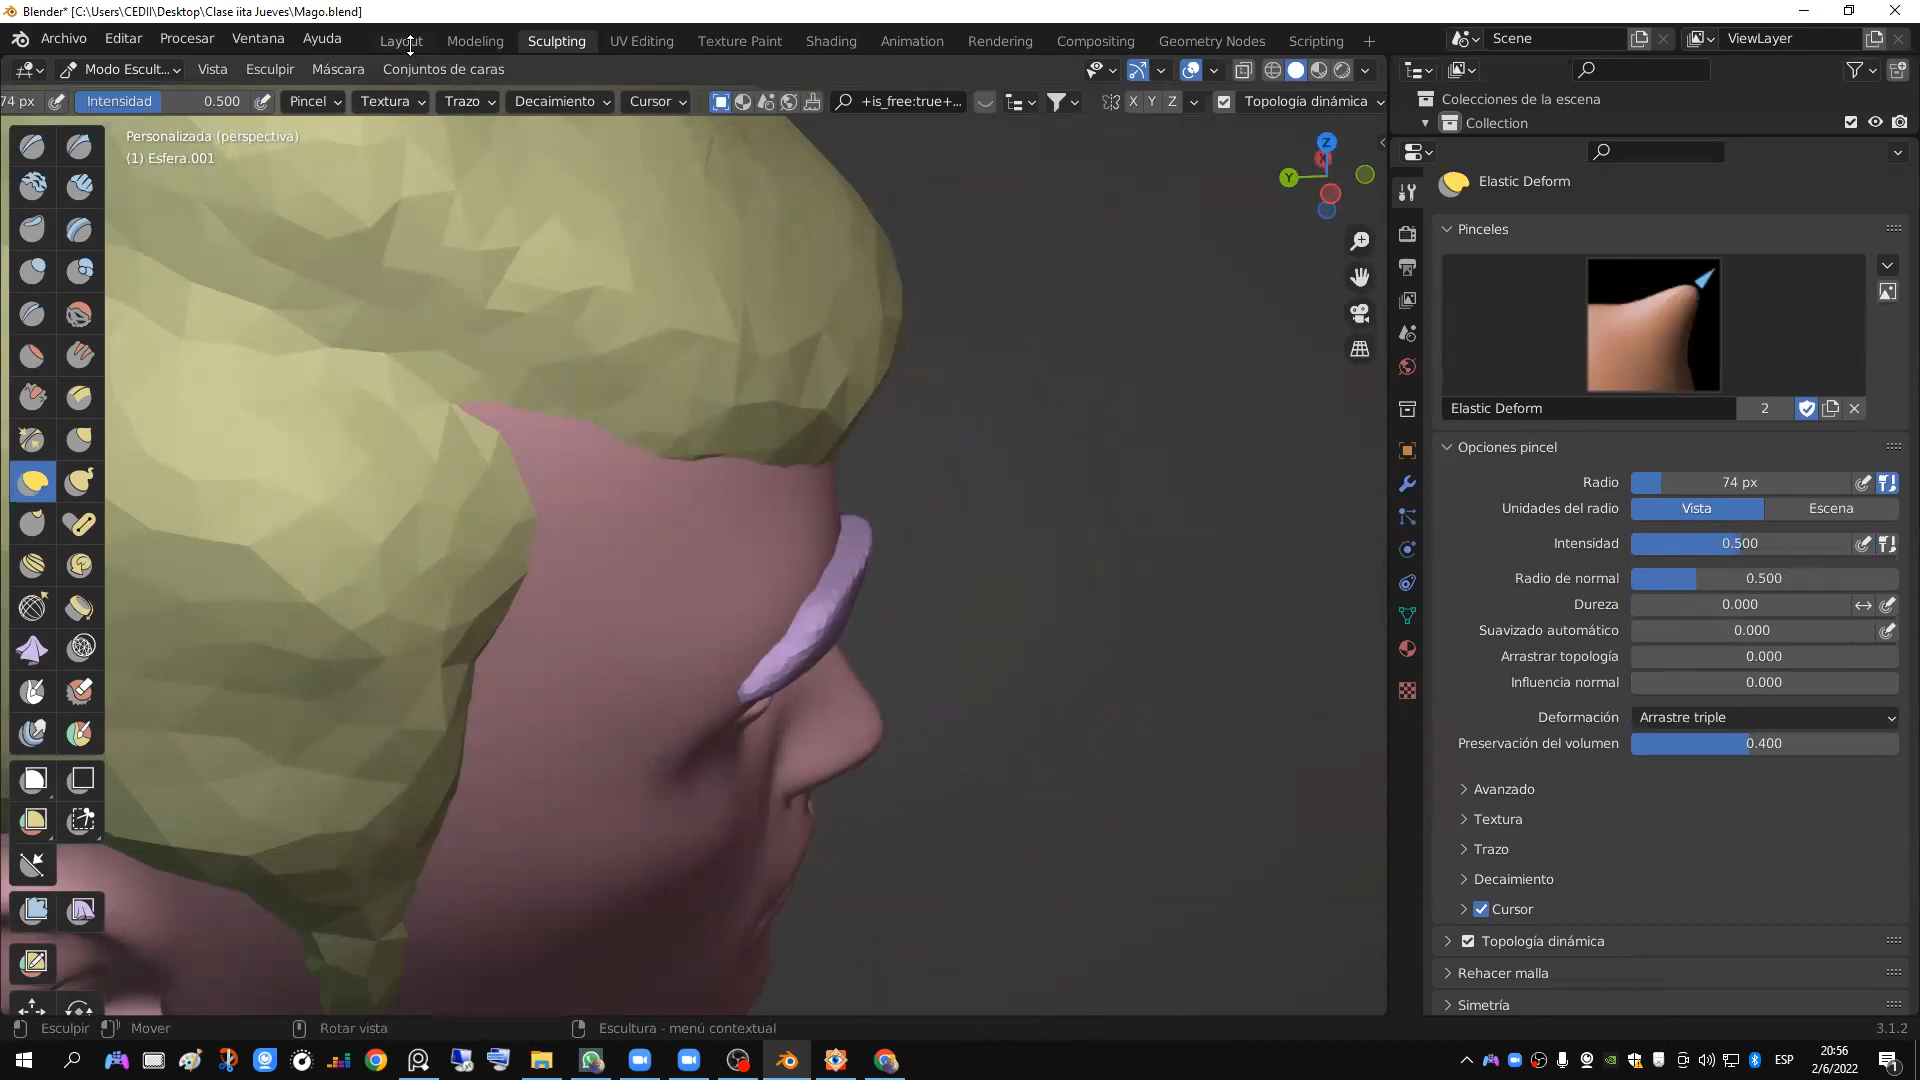 Blender* [C:\Users\CEDII\Desktop\Clase iita Jueves\Mago.blend]
Archivo Editar Procesar Ventana Ayuda Layout Modeling Sculpting UV Editing Texture Paint Shading Animation Rendering Compositing Geometry Nodes Scripting + Scene ViewLayer
Modo Escult... Vista Esculpir Máscara Conjuntos de caras
74 px Intensidad 0.500 Pincel Textura Trazo Decaimiento Cursor +is_free:true+... X Y Z Topología dinámica
Colecciones de la escena
Collection
Personalizada (perspectiva)
(1) Esfera.001
Z
X
Y
Elastic Deform
Pinceles
Elastic Deform 2
Opciones pincel
Radio 74 px
Unidades del radio Vista Escena
Intensidad 0.500
Radio de normal 0.500
Dureza 0.000
Suavizado automático 0.000
Arrastrar topología 0.000
Influencia normal 0.000
Deformación Arrastre triple
Preservación del volumen 0.400
Avanzado
Textura
Trazo
Decaimiento
Cursor
Topología dinámica
Rehacer malla
Simetría
Esculpir Mover Rotar vista Escultura - menú contextual 3.1.2
ESP
20:56
2/6/2022
1